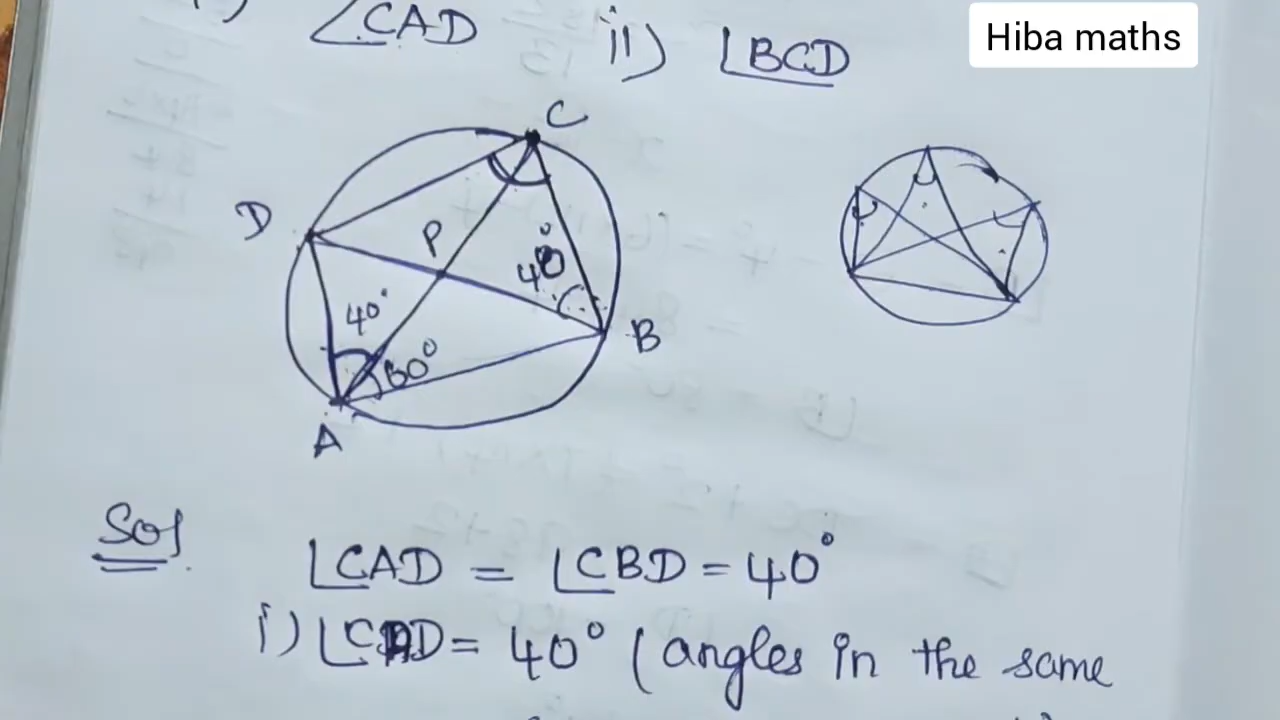 ∠CAD ii) ∠BCD
Hiba maths
C
D
P
40°
40°
60°
B
A
Sol
∠CAD = ∠CBD = 40°
i) ∠CAD = 40° (angles in the same